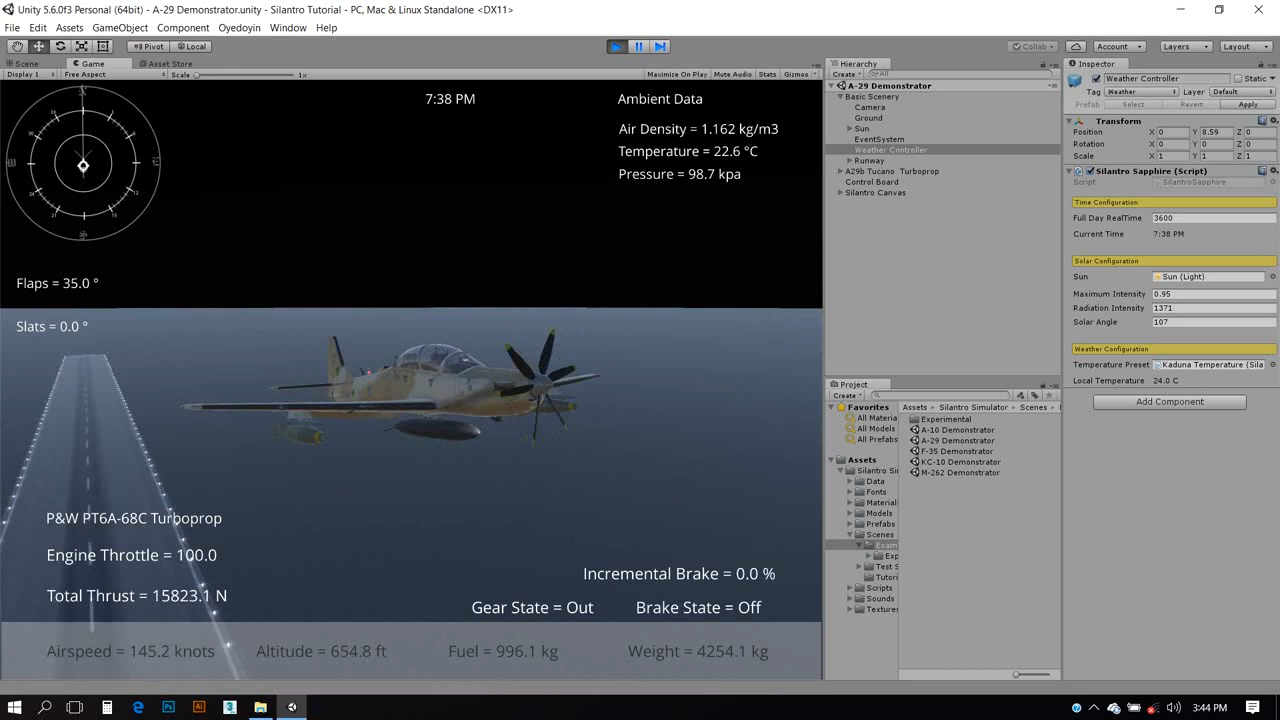 Unity 5.6.0f3 Personal (64bit) - A-29 Demonstrator.unity - Silantro Tutorial - PC, Mac & Linux Standalone <DX11>
File Edit Assets GameObject Component Oyedoyin Window Help
Pivot Local Collab Account Layers Layout
Scene Game Asset Store
Display 1 Free Aspect Scale 1x Maximize On Play Mute Audio Stats Gizmos
7:38 PM
Ambient Data
Air Density = 1.162 kg/m3
Temperature = 22.6 °C
Pressure = 98.7 kpa
Flaps = 35.0 °
Slats = 0.0 °
P&W PT6A-68C Turboprop
Engine Throttle = 100.0
Total Thrust = 15823.1 N
Incremental Brake = 0.0 %
Gear State = Out Brake State = Off
Airspeed = 145.2 knots Altitude = 654.8 ft Fuel = 996.1 kg Weight = 4254.1 kg
Hierarchy
Create All
A-29 Demonstrator
Basic Scenery
Camera
Ground
Sun
EventSystem
Weather Controller
Runway
A29b Tucano Turboprop
Control Board
Silantro Canvas
Project
Create
Favorites
All Materia
All Models
All Prefabs
Assets
Silantro Si
Data
Fonts
Material
Models
Prefabs
Scenes
Exam
Exp
Test S
Tutori
Scripts
Sounds
Textures
Assets Silantro Simulator Scenes
Experimental
A-10 Demonstrator
A-29 Demonstrator
F-35 Demonstrator
KC-10 Demonstrator
M-262 Demonstrator
Inspector
Weather Controller Static
Tag Weather Layer Default
Prefab Select Revert Apply
Transform
Position X 0 Y 8.59 Z 0
Rotation X 0 Y 0 Z 0
Scale X 1 Y 1 Z 1
Silantro Sapphire (Script)
Script SilantroSapphire
Time Configuration
Full Day RealTime 3600
Current Time 7:38 PM
Solar Configuration
Sun Sun (Light)
Maximum Intensity 0.95
Radiation Intensity 1371
Solar Angle 107
Weather Configuration
Temperature Preset Kaduna Temperature (Sila
Local Temperature 24.0 C
Add Component
3:44 PM